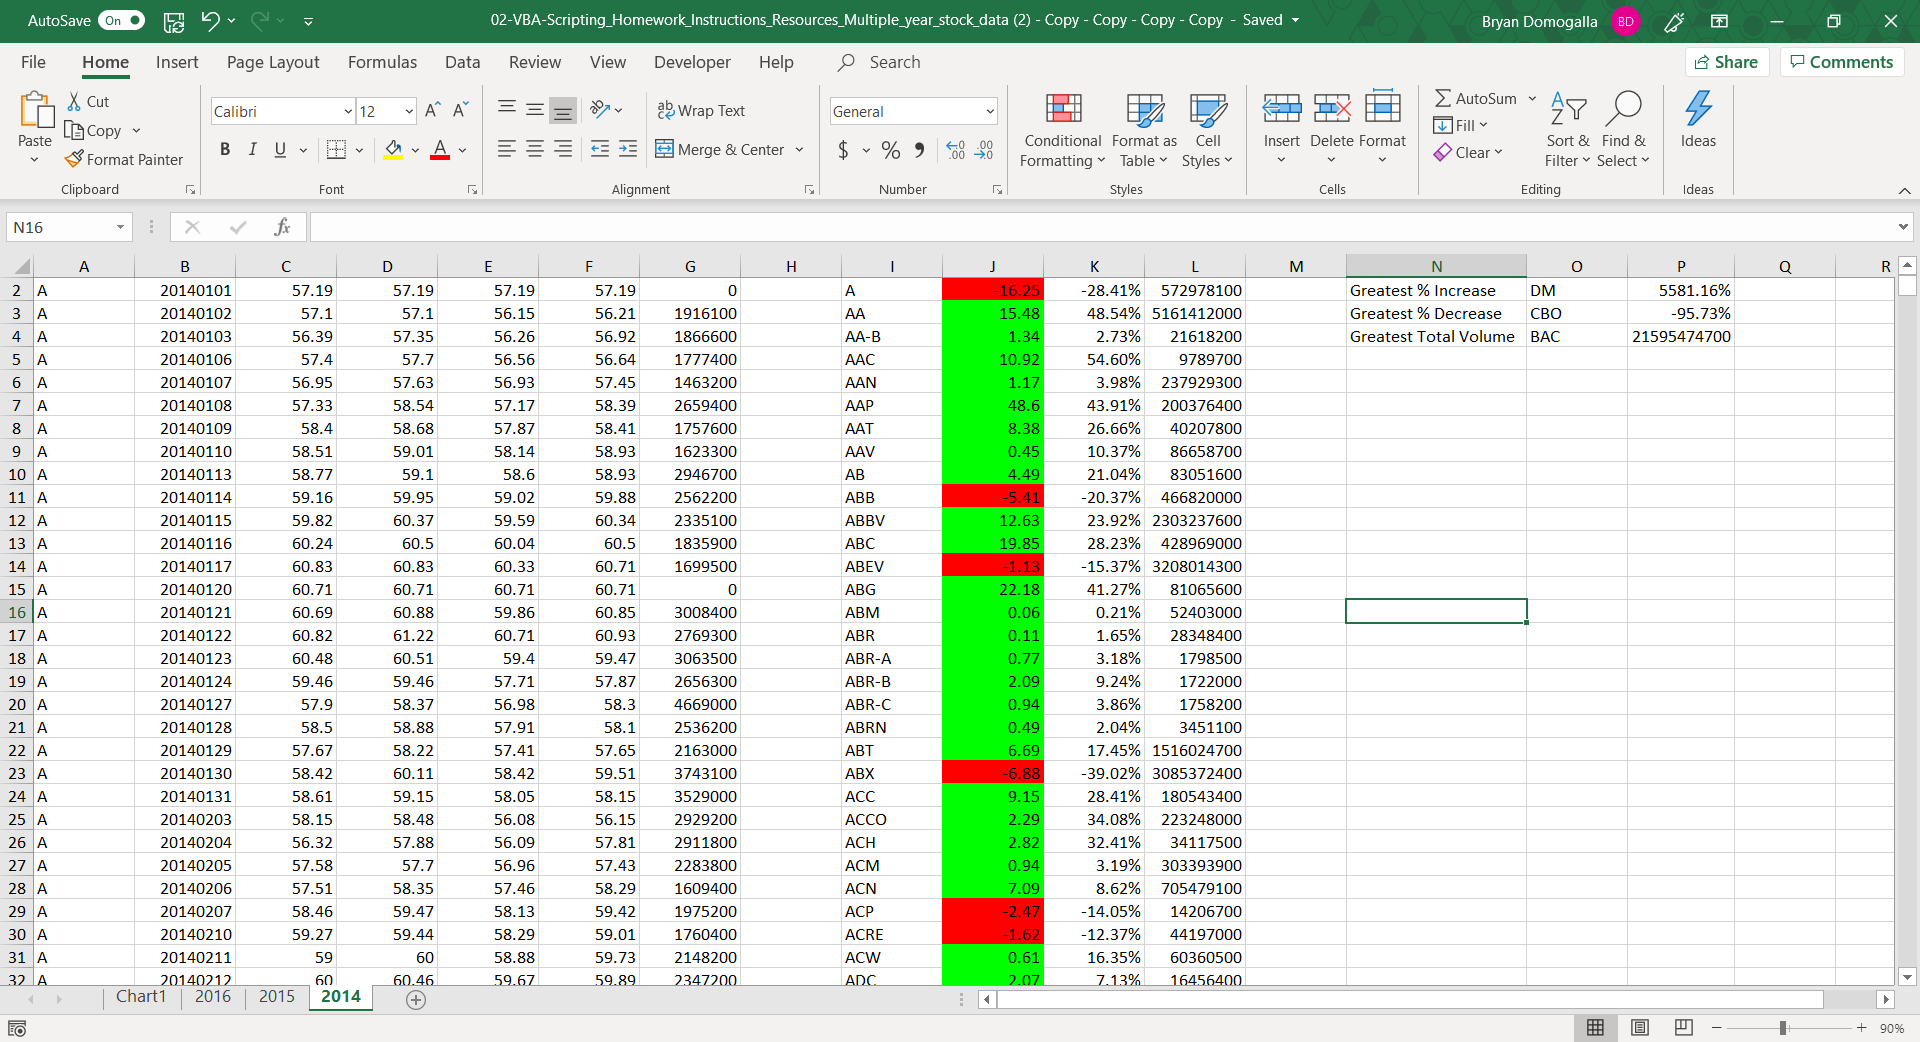 AutoSave On 02-VBA-Scripting_Homework_Instructions_Resources_Multiple_year_stock_data (2) - Copy - Copy - Copy - Copy - Saved Bryan Domogalla BD
File Home Insert Page Layout Formulas Data Review View Developer Help Search Share Comments
Paste
Cut
Copy
Format Painter
Clipboard
Calibri 12 A A
B I U A
Font
Wrap Text
Merge & Center
Alignment
General
$ % , .00 .00
Number
Conditional Formatting
Format as Table
Cell Styles
Styles
Insert Delete Format
Cells
AutoSum
Fill
Clear
Sort & Filter
Find & Select
Editing
Ideas
Ideas
N16 fx
A B C D E F G H I J K L M N O P Q R
2 A 20140101 57.19 57.19 57.19 57.19 0 A -16.25 -28.41% 572978100 Greatest % Increase DM 5581.16%
3 A 20140102 57.1 57.1 56.15 56.21 1916100 AA 15.48 48.54% 5161412000 Greatest % Decrease CBO -95.73%
4 A 20140103 56.39 57.35 56.26 56.92 1866600 AA-B 1.34 2.73% 21618200 Greatest Total Volume BAC 21595474700
5 A 20140106 57.4 57.7 56.56 56.64 1777400 AAC 10.92 54.60% 9789700
6 A 20140107 56.95 57.63 56.93 57.45 1463200 AAN 1.17 3.98% 237929300
7 A 20140108 57.33 58.54 57.17 58.39 2659400 AAP 48.6 43.91% 200376400
8 A 20140109 58.4 58.68 57.87 58.41 1757600 AAT 8.38 26.66% 40207800
9 A 20140110 58.51 59.01 58.14 58.93 1623300 AAV 0.45 10.37% 86658700
10 A 20140113 58.77 59.1 58.6 58.93 2946700 AB 4.49 21.04% 83051600
11 A 20140114 59.16 59.95 59.02 59.88 2562200 ABB -5.41 -20.37% 466820000
12 A 20140115 59.82 60.37 59.59 60.34 2335100 ABBV 12.63 23.92% 2303237600
13 A 20140116 60.24 60.5 60.04 60.5 1835900 ABC 19.85 28.23% 428969000
14 A 20140117 60.83 60.83 60.33 60.71 1699500 ABEV -1.13 -15.37% 3208014300
15 A 20140120 60.71 60.71 60.71 60.71 0 ABG 22.18 41.27% 81065600
16 A 20140121 60.69 60.88 59.86 60.85 3008400 ABM 0.06 0.21% 52403000
17 A 20140122 60.82 61.22 60.71 60.93 2769300 ABR 0.11 1.65% 28348400
18 A 20140123 60.48 60.51 59.4 59.47 3063500 ABR-A 0.77 3.18% 1798500
19 A 20140124 59.46 59.46 57.71 57.87 2656300 ABR-B 2.09 9.24% 1722000
20 A 20140127 57.9 58.37 56.98 58.3 4669000 ABR-C 0.94 3.86% 1758200
21 A 20140128 58.5 58.88 57.91 58.1 2536200 ABRN 0.49 2.04% 3451100
22 A 20140129 57.67 58.22 57.41 57.65 2163000 ABT 6.69 17.45% 1516024700
23 A 20140130 58.42 60.11 58.42 59.51 3743100 ABX -6.88 -39.02% 3085372400
24 A 20140131 58.61 59.15 58.05 58.15 3529000 ACC 9.15 28.41% 180543400
25 A 20140203 58.15 58.48 56.08 56.15 2929200 ACCO 2.29 34.08% 223248000
26 A 20140204 56.32 57.88 56.09 57.81 2911800 ACH 2.82 32.41% 34117500
27 A 20140205 57.58 57.7 56.96 57.43 2283800 ACM 0.94 3.19% 303393900
28 A 20140206 57.51 58.35 57.46 58.29 1609400 ACN 7.09 8.62% 705479100
29 A 20140207 58.46 59.47 58.13 59.42 1975200 ACP -2.47 -14.05% 14206700
30 A 20140210 59.27 59.44 58.29 59.01 1760400 ACRE -1.62 -12.37% 44197000
31 A 20140211 59 60 58.88 59.73 2148200 ACW 0.61 16.35% 60360500
32 A 20140212 60 60.46 59.67 59.89 2347200 ADC 2.07 7.13% 16456400
Chart1 2016 2015 2014
90%